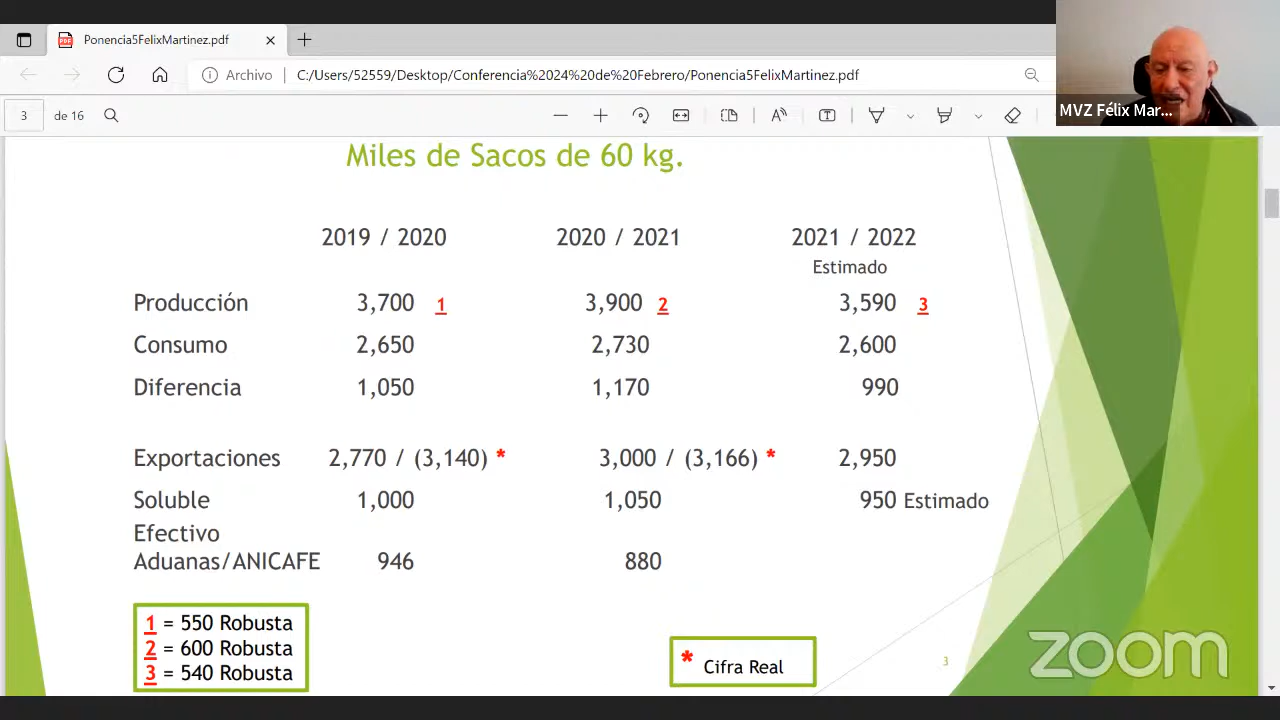 PonenciaFelixMartinez.pdf
Archivo C:/Users/52559/Desktop/Conferencia%2024%20de%20Febrero/Ponencia5FelixMartinez.pdf
MVZ Félix Mar...
3 de 16
Miles de Sacos de 60 kg.
2019 / 2020 2020 / 2021 2021 / 2022
Estimado
Producción 3,700 1 3,900 2 3,590 3
Consumo 2,650 2,730 2,600
Diferencia 1,050 1,170 990
Exportaciones 2,770 / (3,140) * 3,000 / (3,166) * 2,950
Soluble 1,000 1,050 950 Estimado
Efectivo
Aduanas/ANICAFE 946 880
1 = 550 Robusta
2 = 600 Robusta
3 = 540 Robusta
* Cifra Real
3
zoom